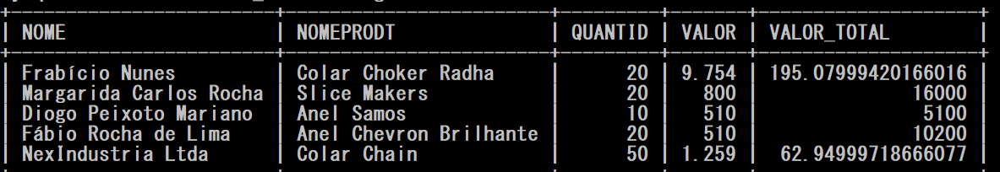 | NOME | NOMEPRODT | QUANTID | VALOR | VALOR_TOTAL |
| Frabício Nunes | Colar Choker Radha | 20 | 9.754 | 195.07999420166016 |
| Margarida Carlos Rocha | Slice Makers | 20 | 800 | 16000 |
| Diogo Peixoto Mariano | Anel Samos | 10 | 510 | 5100 |
| Fábio Rocha de Lima | Anel Chevron Brilhante | 20 | 510 | 10200 |
| NexIndustria Ltda | Colar Chain | 50 | 1.259 | 62.94999718666077 |